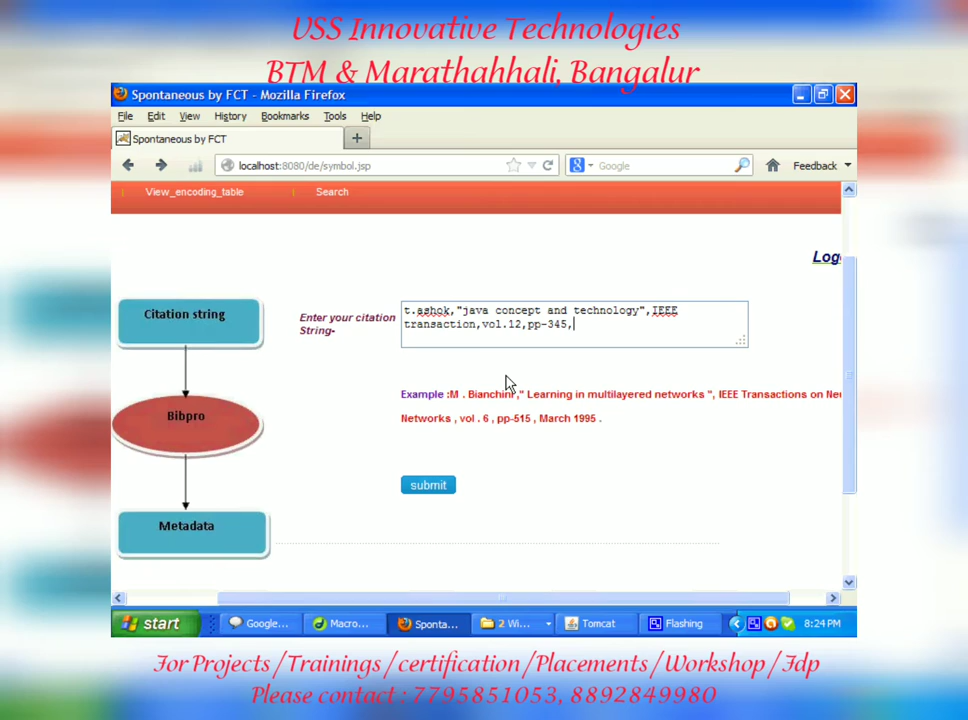 USS Innovative Technologies
BTM & Marathahhali, Bangalur
Spontaneous by FCT - Mozilla Firefox
File Edit View History Bookmarks Tools Help
Spontaneous by FCT
localhost:8080/de/symbol.jsp
Google
Feedback
View_encoding_table
Search
Log
Citation string
Enter your citation
String-
t.ashok,"java concept and technology",IEEE
transaction,vol.12,pp-345,
Bibpro
Example :M . Bianchini ," Learning in multilayered networks ", IEEE Transactions on Neu
Networks , vol . 6 , pp-515 , March 1995 .
submit
Metadata
start
Google...
Macro...
Sponta...
2 Wi...
Tomcat
Flashing
8:24 PM
For Projects /Trainings / certification /Placements /Workshop / Fdp
Please contact : 7795851053, 8892849980